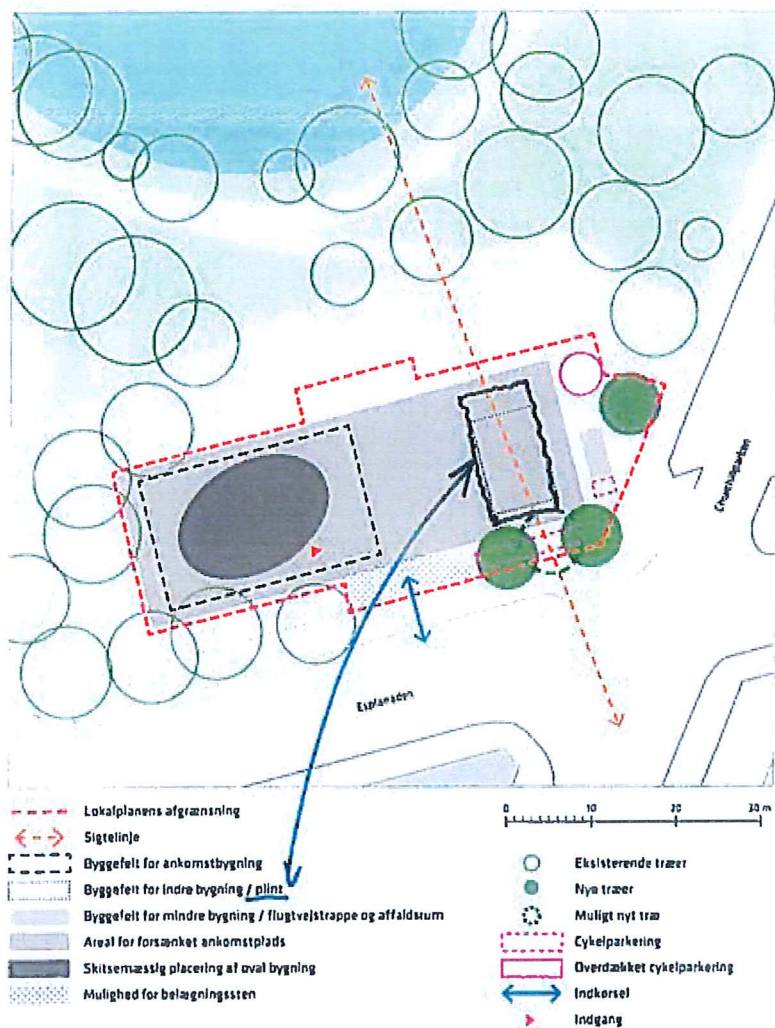 Churchillparken
Esplanaden
Lokalplanens afgrænsning
Sigtelinje
Byggefelt for ankomstbygning
Byggefelt for indre bygning / plint
Byggefelt for mindre bygning / flugtvejstrappe og affaldsrum
Areal for forsænket ankomstplads
Skitsemæssig placering af oval bygning
Mulighed for belægningssten
0 10 20 30 m
Eksisterende træer
Nye træer
Muligt nyt træ
Cykelparkering
Overdækket cykelparkering
Indkørsel
Indgang